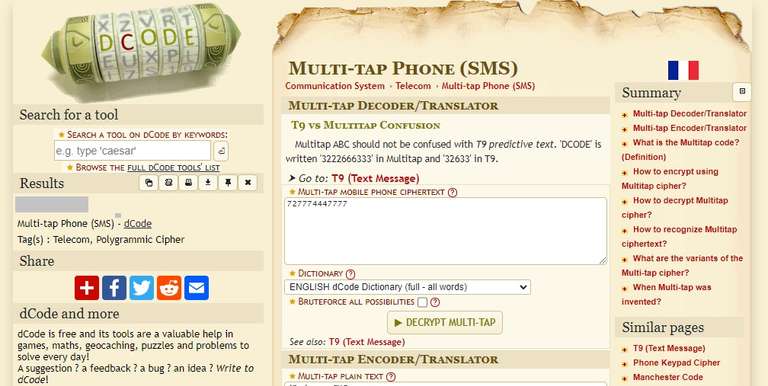 DCODE
Search for a tool
★ Search a tool on dCode by keywords:
e.g. type 'caesar'
★ Browse the full dCode tools' list
Results
Multi-tap Phone (SMS) - dCode
Tag(s) : Telecom, Polygrammic Cipher
Share
dCode and more
dCode is free and its tools are a valuable help in
games, maths, geocaching, puzzles and problems to
solve every day!
A suggestion ? a feedback ? a bug ? an idea ? Write to
dCode!
Multi-tap Phone (SMS)
Communication System · Telecom · Multi-tap Phone (SMS)
Multi-tap Decoder/Translator
T9 vs Multitap Confusion
Multitap ABC should not be confused with T9 predictive text. 'DCODE' is
written '3222666333' in Multitap and '32633' in T9.
➤ Go to: T9 (Text Message)
★ Multi-tap mobile phone ciphertext ?
727774447777
★ Dictionary ?
ENGLISH dCode Dictionary (full - all words)
★ Bruteforce all possibilities ?
▶ DECRYPT MULTI-TAP
See also: T9 (Text Message)
Multi-tap Encoder/Translator
★ Multi-tap plain text ?
Summary
Multi-tap Decoder/Translator
Multi-tap Encoder/Translator
What is the Multitap code?
(Definition)
How to encrypt using
Multitap cipher?
How to decrypt Multitap
cipher?
How to recognize Multitap
ciphertext?
What are the variants of the
Multi-tap cipher?
When Multi-tap was
invented?
Similar pages
T9 (Text Message)
Phone Keypad Cipher
Manchester Code